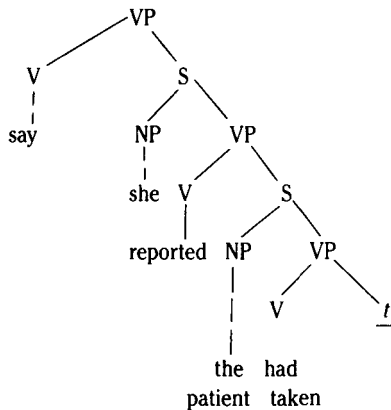 VP
V S
say NP VP
she V S
reported NP VP
V t
the had
patient taken